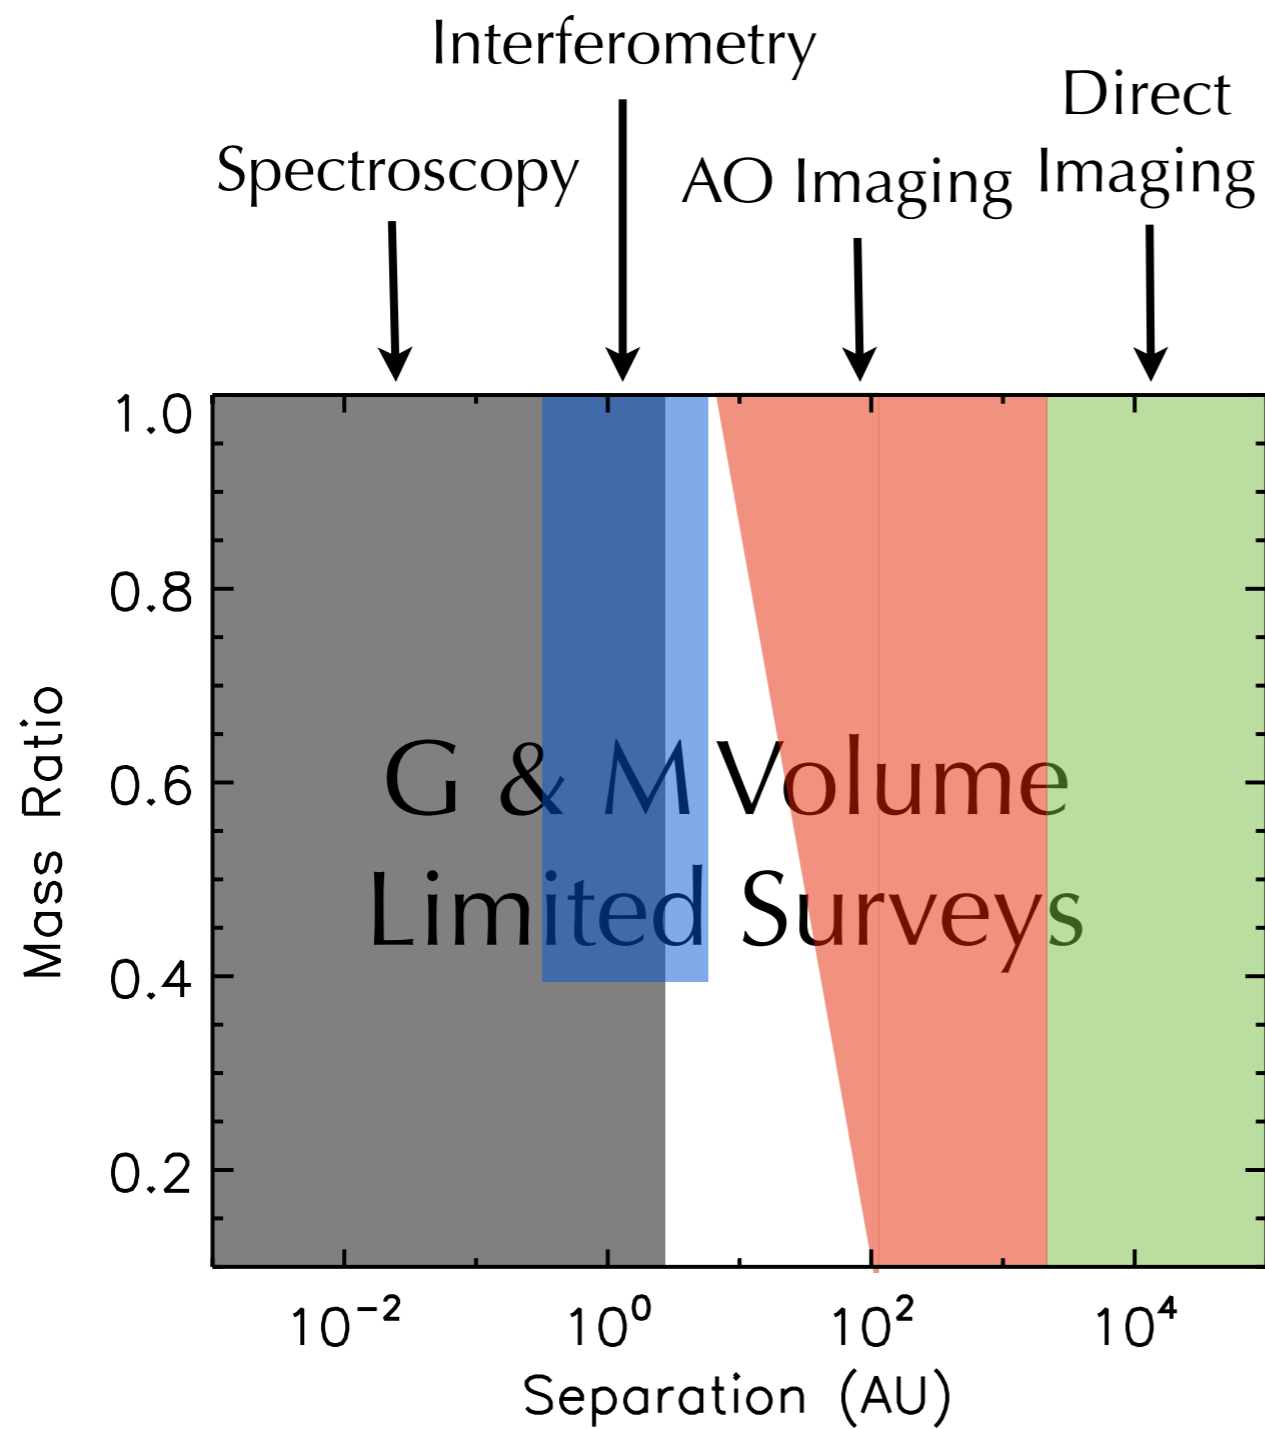 Interferometry
Direct
Imaging
Spectroscopy
AO Imaging
1.0
0.8
0.6
0.4
0.2
Mass Ratio
G & M Volume
Limited Surveys
10⁻²
10⁰
10²
10⁴
Separation (AU)